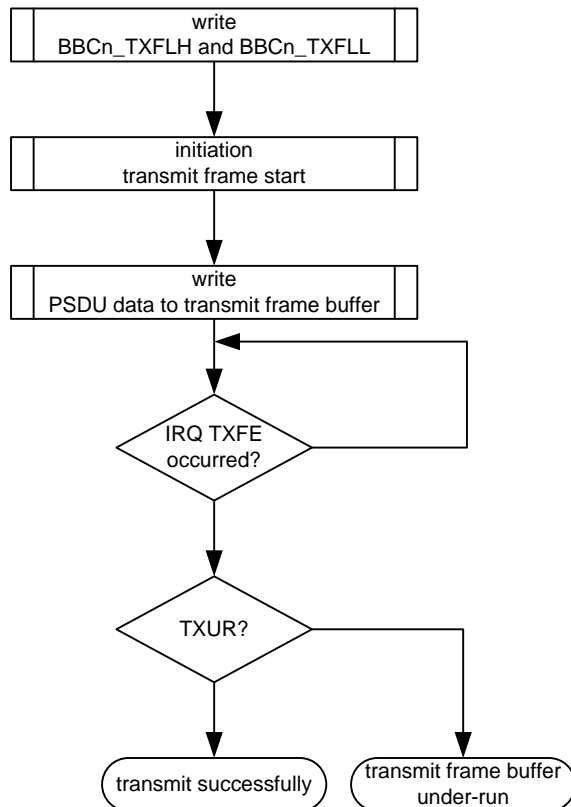 write
BBCn_TXFLH and BBCn_TXFLL
initiation
transmit frame start
write
PSDU data to transmit frame buffer
IRQ TXFE
occurred?
TXUR?
transmit successfully
transmit frame buffer
under-run